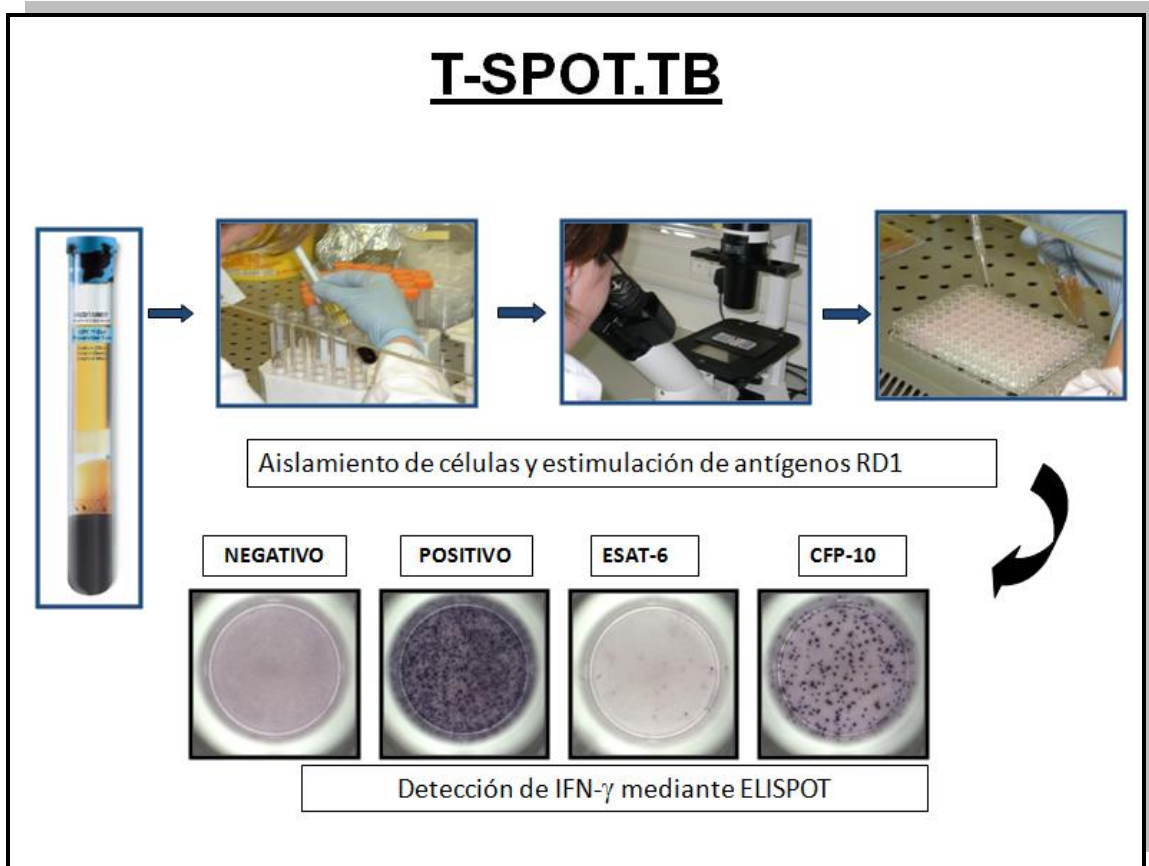 T-SPOT.TB
Aislamiento de células y estimulación de antígenos RD1
NEGATIVO
POSITIVO
ESAT-6
CFP-10
Detección de IFN-γ mediante ELISPOT